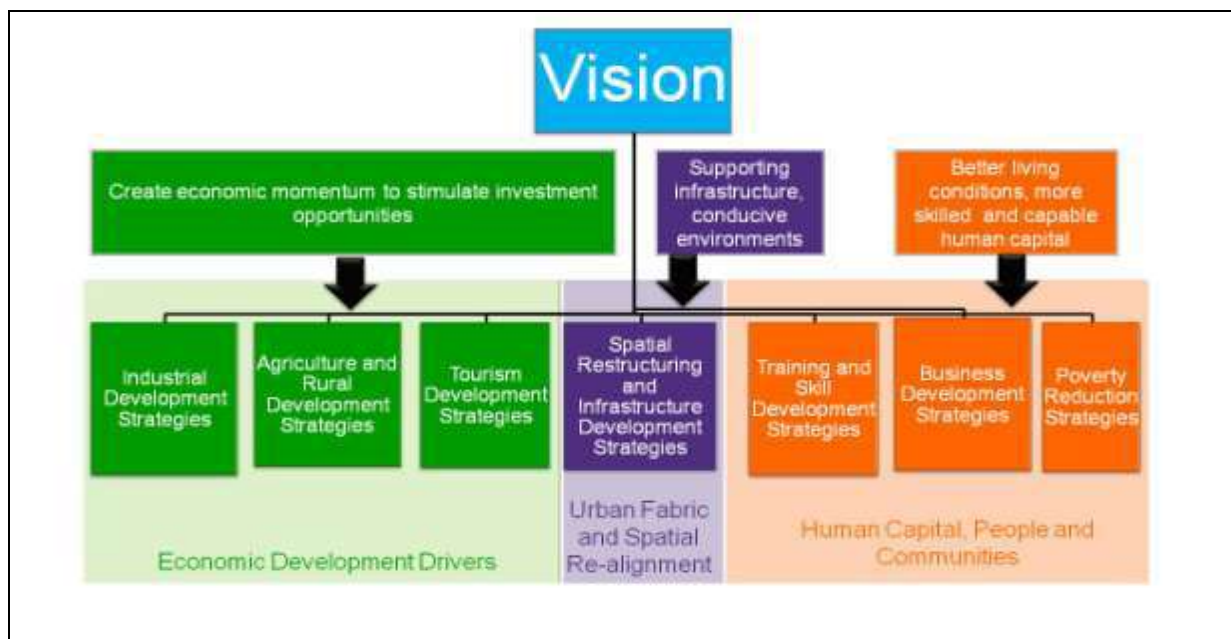 Vision
Create economic momentum to stimulate investment
opportunities
Supporting
infrastructure,
conducive
environments
Better living
conditions, more
skilled and capable
human capital
Industrial
Development
Strategies
Agriculture and
Rural
Development
Strategies
Tourism
Development
Strategies
Spatial
Restructuring
and
Infrastructure
Development
Strategies
Training and
Skill
Development
Strategies
Business
Development
Strategies
Poverty
Reduction
Strategies
Economic Development Drivers
Urban Fabric
and Spatial
Re-alignment
Human Capital, People and
Communities